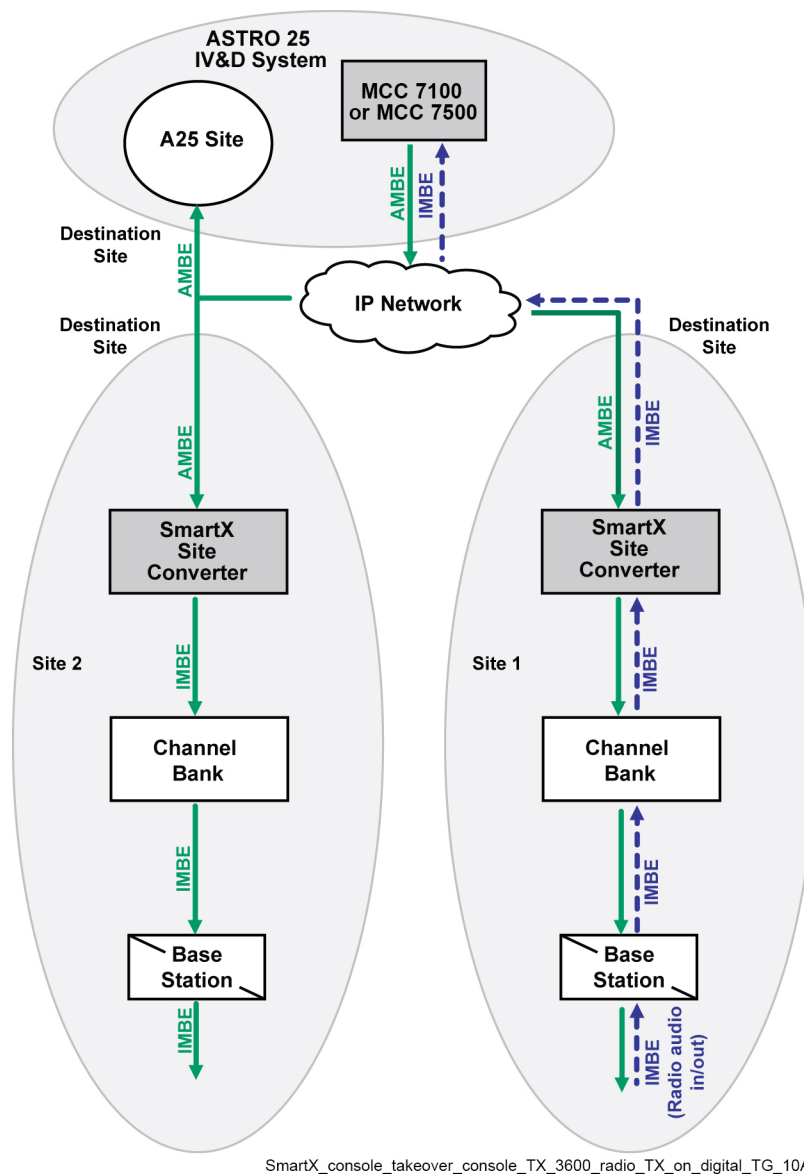 ASTRO 25
IV&D System
MCC 7100
or MCC 7500
A25 Site
AMBE
IMBE
Destination
Site
AMBE
IP Network
Destination
Site
Destination
Site
AMBE
AMBE
IMBE
SmartX
Site
Converter
SmartX
Site
Converter
Site 2
IMBE
Site 1
IMBE
Channel
Bank
Channel
Bank
IMBE
IMBE
Base
Station
Base
Station
IMBE
IMBE
(Radio audio
in/out)
SmartX_console_takeover_console_TX_3600_radio_TX_on_digital_TG_10/